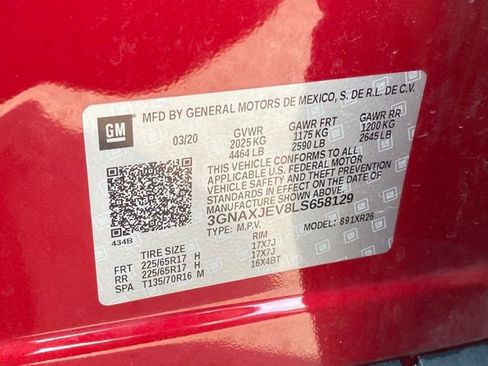 GM
MFD BY GENERAL MOTORS DE MEXICO, S. DE R.L. DE C.V.
03/20 GVWR GAWR FRT GAWR RR
2025 KG 1175 KG 1200 KG
4464 LB 2590 LB 2645 LB
THIS VEHICLE CONFORMS TO ALL
APPLICABLE U.S. FEDERAL MOTOR
VEHICLE SAFETY AND THEFT PREVENTION
STANDARDS IN EFFECT ON THE DATE OF
MANUFACTURE SHOWN ABOVE.
3GNAXJEV8LS658129
TYPE: M.P.V. MODEL: 891XR26
434B
TIRE SIZE RIM
FRT 225/65R17 H 17X7J
RR 225/65R17 H 17X7J
SPA T135/70R16 M 16X4BT